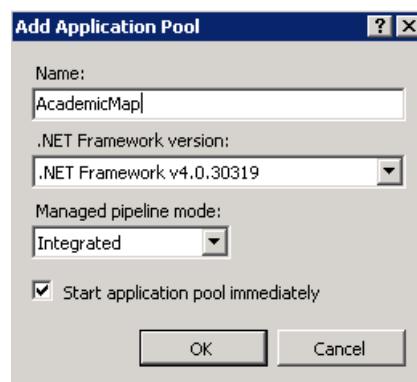 Add Application Pool
Name:
AcademicMap
.NET Framework version:
.NET Framework v4.0.30319
Managed pipeline mode:
Integrated
Start application pool immediately
OK Cancel